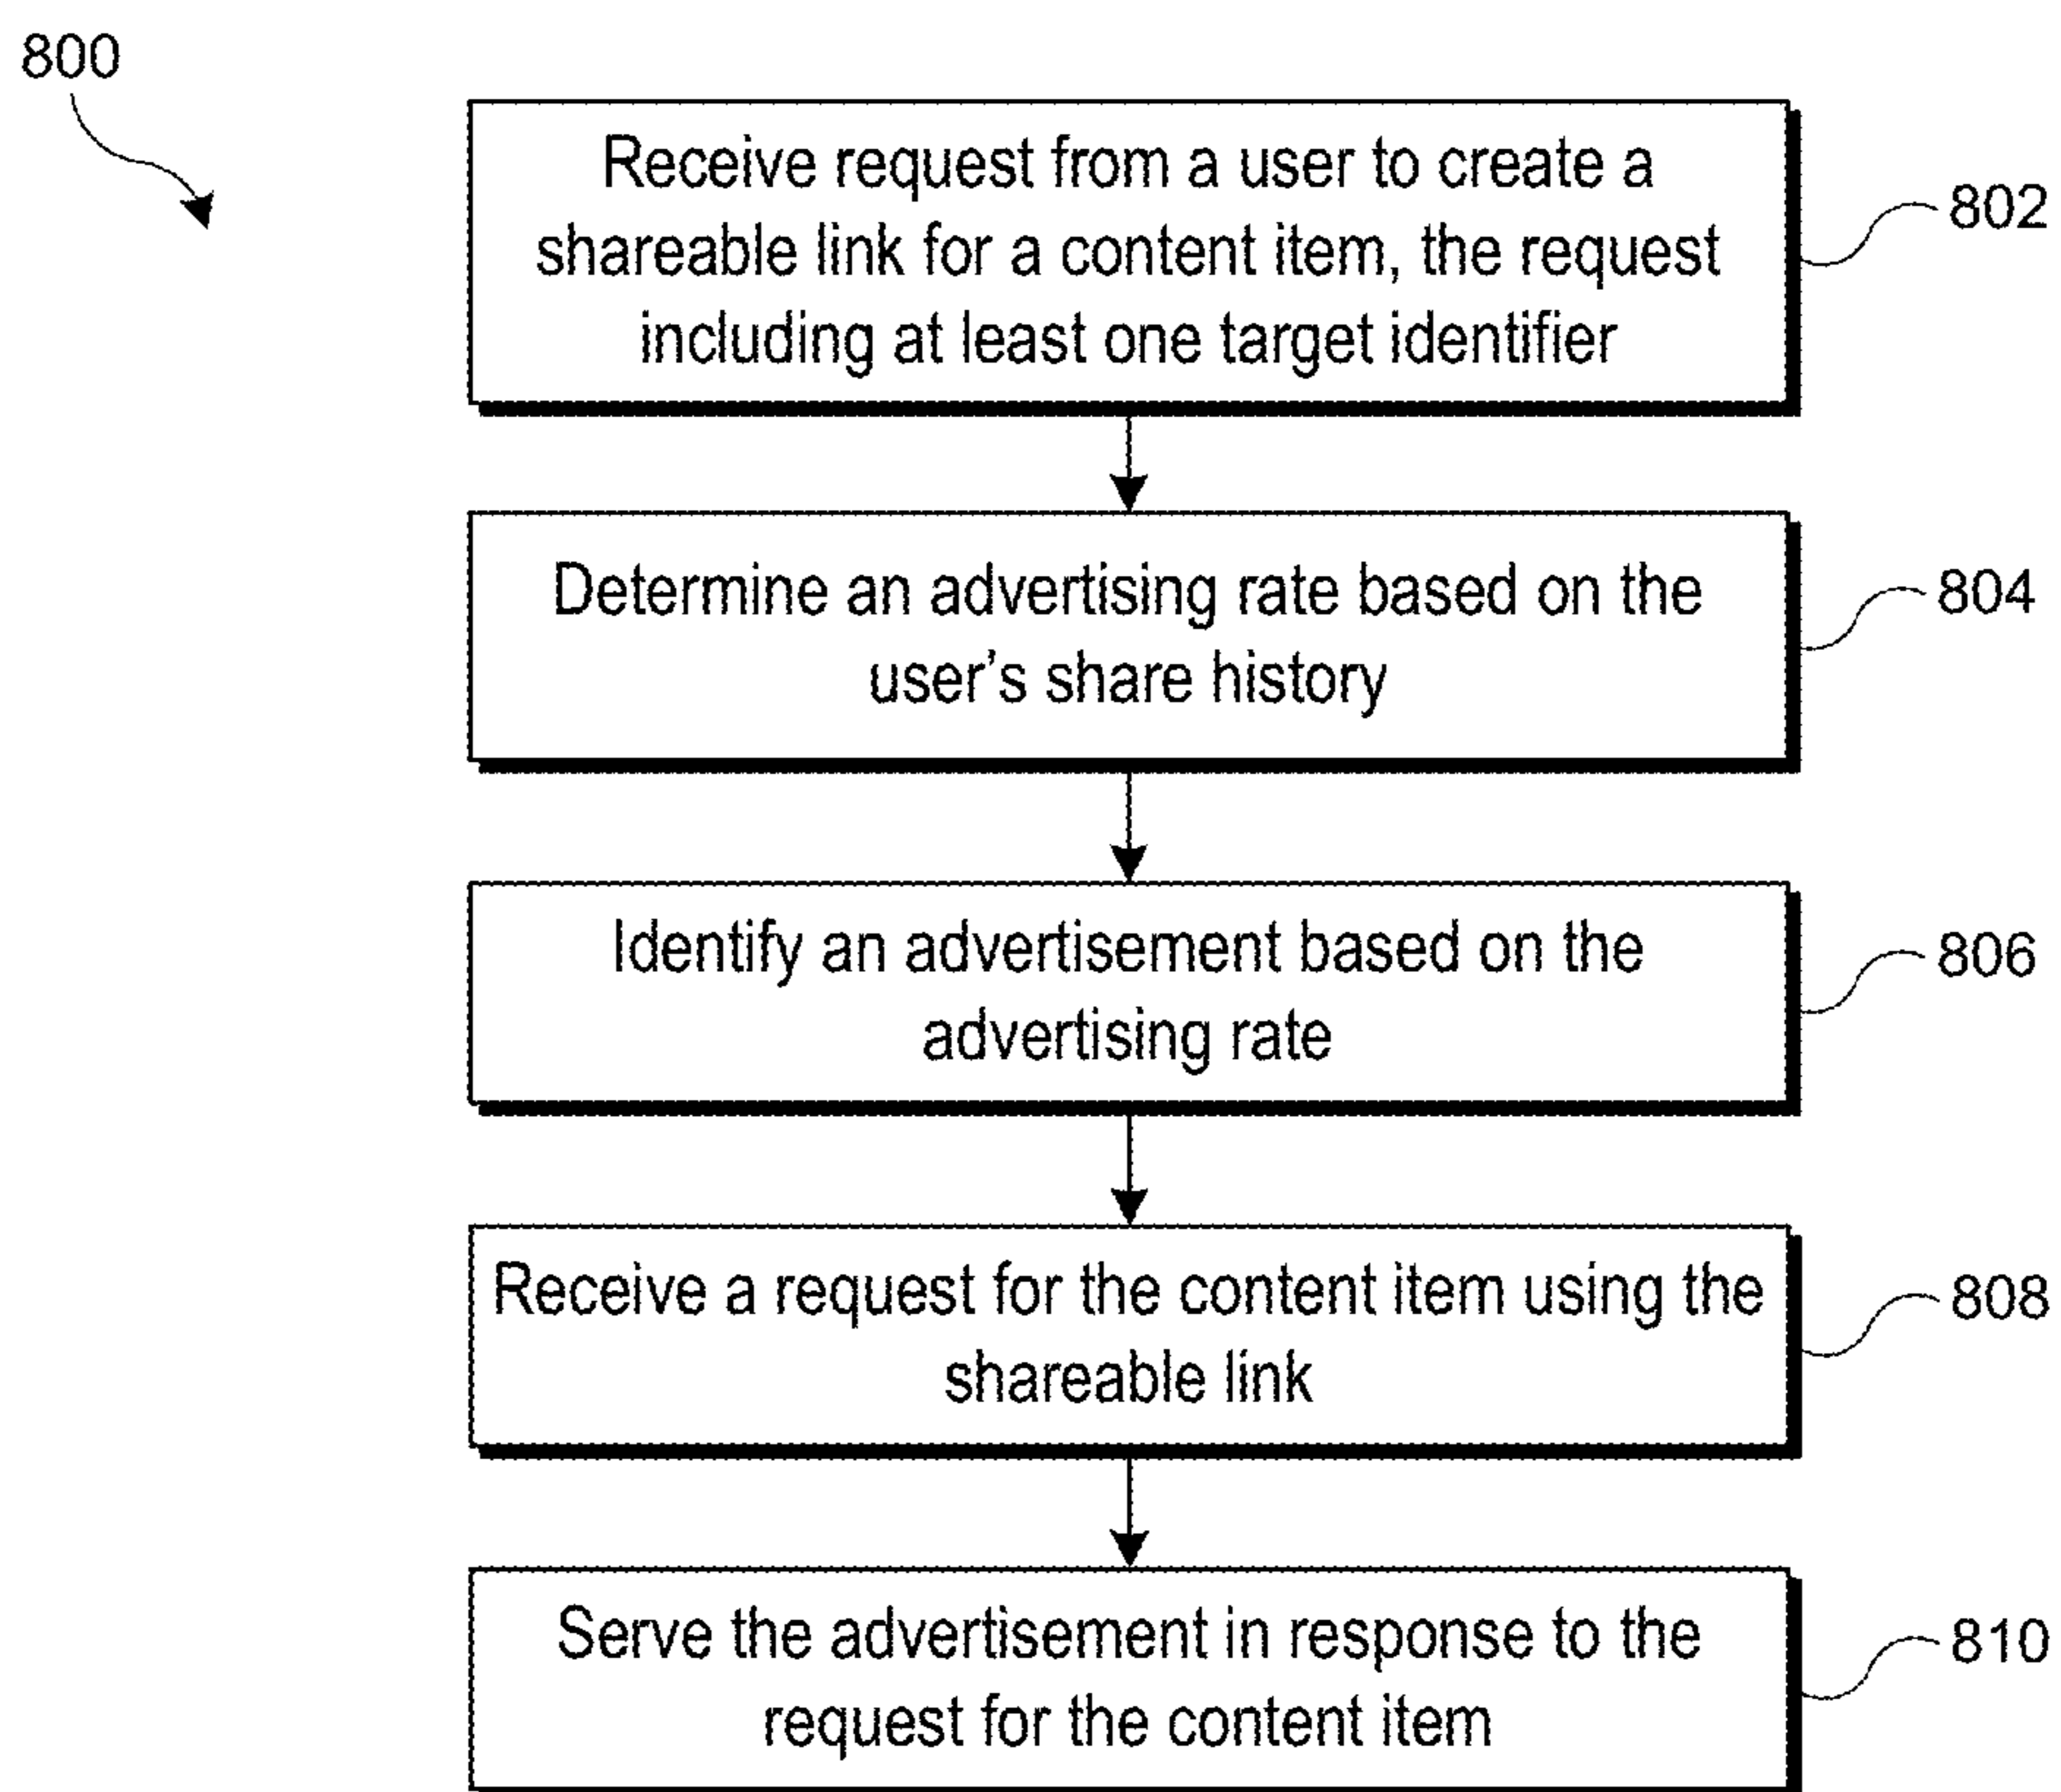 800
Receive request from a user to create a
shareable link for a content item, the request
including at least one target identifier
802
Determine an advertising rate based on the
user's share history
804
Identify an advertisement based on the
advertising rate
806
Receive a request for the content item using the
shareable link
808
Serve the advertisement in response to the
request for the content item
810